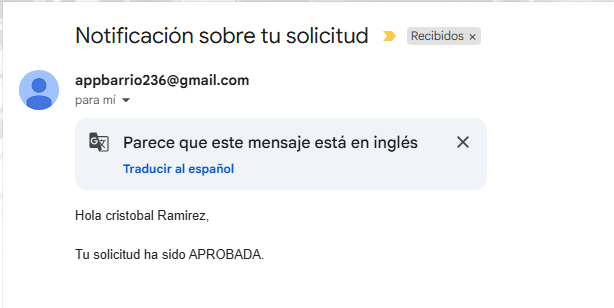 Notificación sobre tu solicitud
Recibidos ×
appbarrio236@gmail.com
para mí
Parece que este mensaje está en inglés
Traducir al español
Hola cristobal Ramirez,
Tu solicitud ha sido APROBADA.